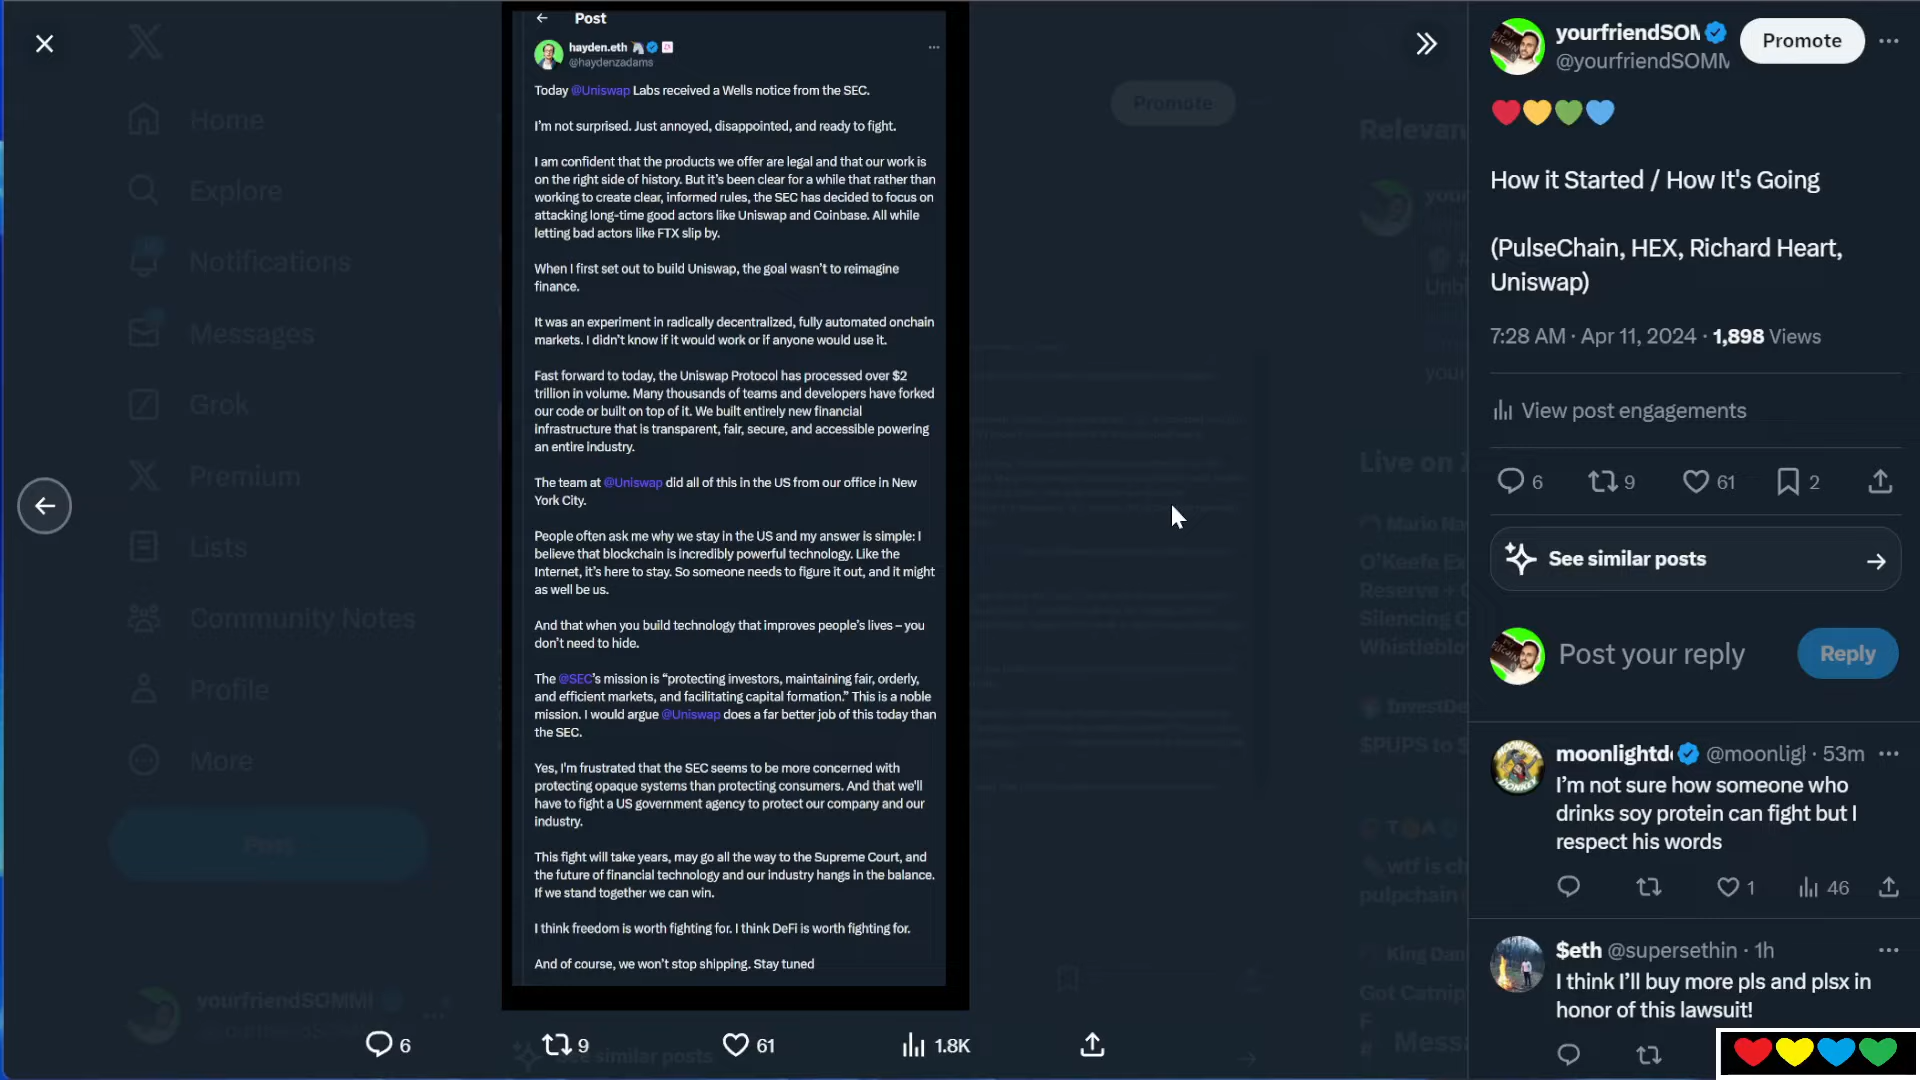 Post
hayden.eth
@haydenzadams
Today @Uniswap Labs received a Wells notice from the SEC.
I'm not surprised. Just annoyed, disappointed, and ready to fight.
I am confident that the products we offer are legal and that our work is
on the right side of history. But it's been clear for a while that rather than
working to create clear, informed rules, the SEC has decided to focus on
attacking long-time good actors like Uniswap and Coinbase. All while
letting bad actors like FTX slip by.
When I first set out to build Uniswap, the goal wasn't to reimagine
finance.
It was an experiment in radically decentralized, fully automated onchain
markets. I didn't know if it would work or if anyone would use it.
Fast forward to today, the Uniswap Protocol has processed over $2
trillion in volume. Many thousands of teams and developers have forked
our code or built on top of it. We built entirely new financial
infrastructure that is transparent, fair, secure, and accessible powering
an entire industry.
The team at @Uniswap did all of this in the US from our office in New
York City.
People often ask me why we stay in the US and my answer is simple: I
believe that blockchain is incredibly powerful technology. Like the
Internet, it's here to stay. So someone needs to figure it out, and it might
as well be us.
And that when you build technology that improves people's lives – you
don't need to hide.
The @SEC's mission is “protecting investors, maintaining fair, orderly,
and efficient markets, and facilitating capital formation.” This is a noble
mission. I would argue @Uniswap does a far better job of this today than
the SEC.
Yes, I'm frustrated that the SEC seems to be more concerned with
protecting opaque systems than protecting consumers. And that we'll
have to fight a US government agency to protect our company and our
industry.
This fight will take years, may go all the way to the Supreme Court, and
the future of financial technology and our industry hangs in the balance.
If we stand together we can win.
I think freedom is worth fighting for. I think DeFi is worth fighting for.
And of course, we won't stop shipping. Stay tuned
6 9 61 1.8K
Home
Explore
Notifications
Messages
Grok
Premium
Lists
Communities Notes
Profile
More
Post
yourfriendSOMMI
See similar posts
Promote
yourfriendSOM
Promote
@yourfriendSOMM
How it Started / How It's Going
(PulseChain, HEX, Richard Heart,
Uniswap)
7:28 AM · Apr 11, 2024 · 1,898 Views
View post engagements
6 9 61 2
See similar posts
Post your reply
Reply
moonlightd @moonligl · 53m
I'm not sure how someone who
drinks soy protein can fight but I
respect his words
1 46
$eth @supersethin · 1h
I think I'll buy more pls and plsx in
honor of this lawsuit!